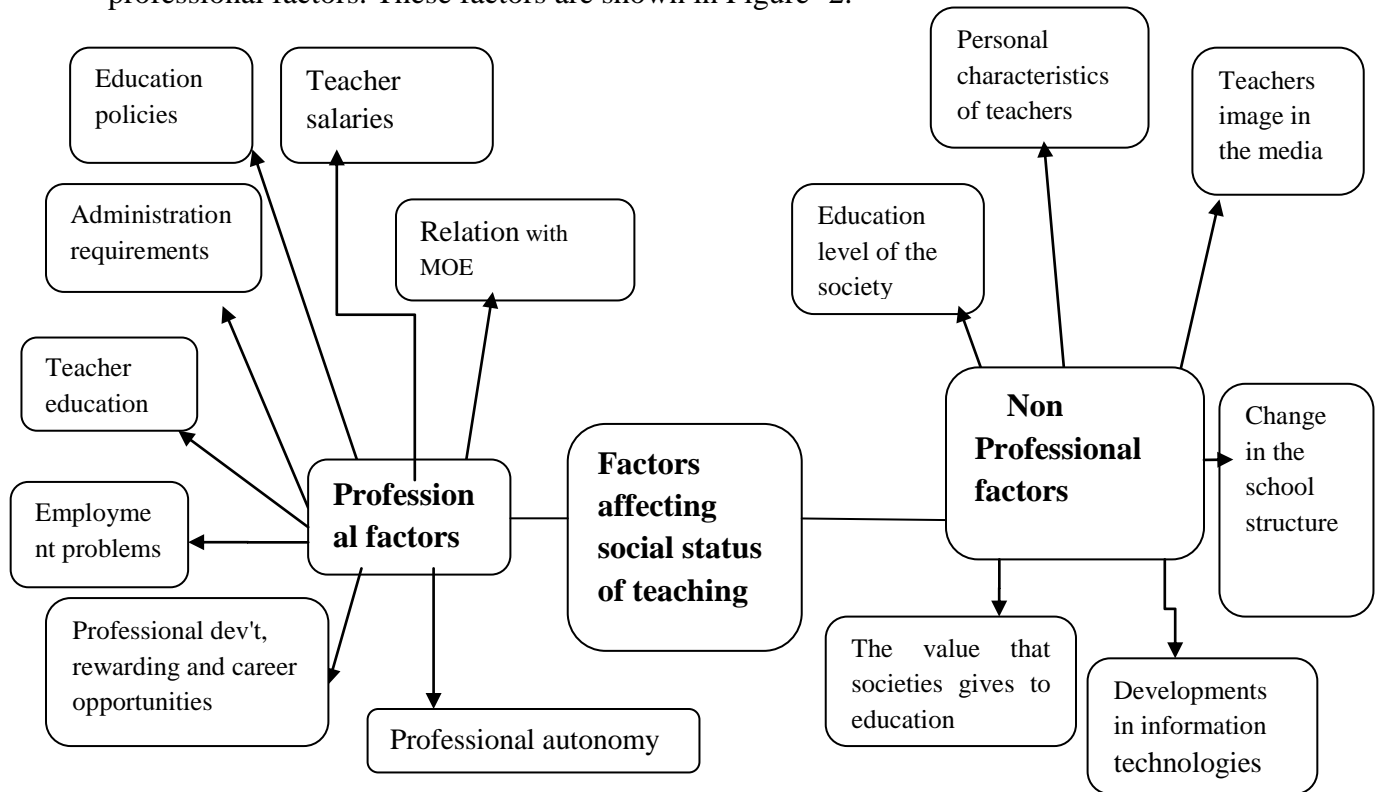 professional factors. These factors are shown in Figure 2.
Education
policies
Teacher
salaries
Personal
characteristics
of teachers
Teachers
image in
the media
Administration
requirements
Relation with
MOE
Education
level of the
society
Teacher
education
Non
Professional
factors
Change
in the
school
structure
Factors
affecting
social status
of teaching
Profession
al factors
Employme
nt problems
Professional dev't,
rewarding and career
opportunities
Professional autonomy
The value that
societies gives to
education
Developments
in information
technologies